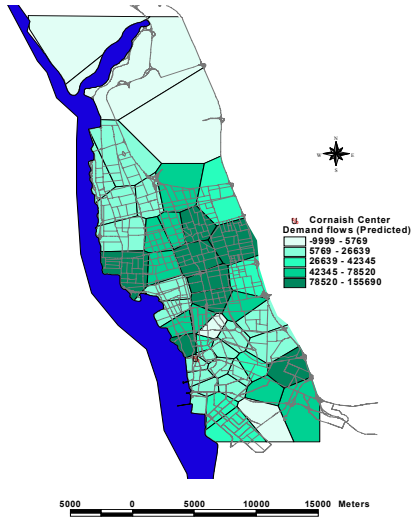 N
W E
S
Cornaish Center
Demand flows (Predicted)
-9999 - 5769
5769 - 26639
26639 - 42345
42345 - 78520
78520 - 155690
5000 0 5000 10000 15000 Meters